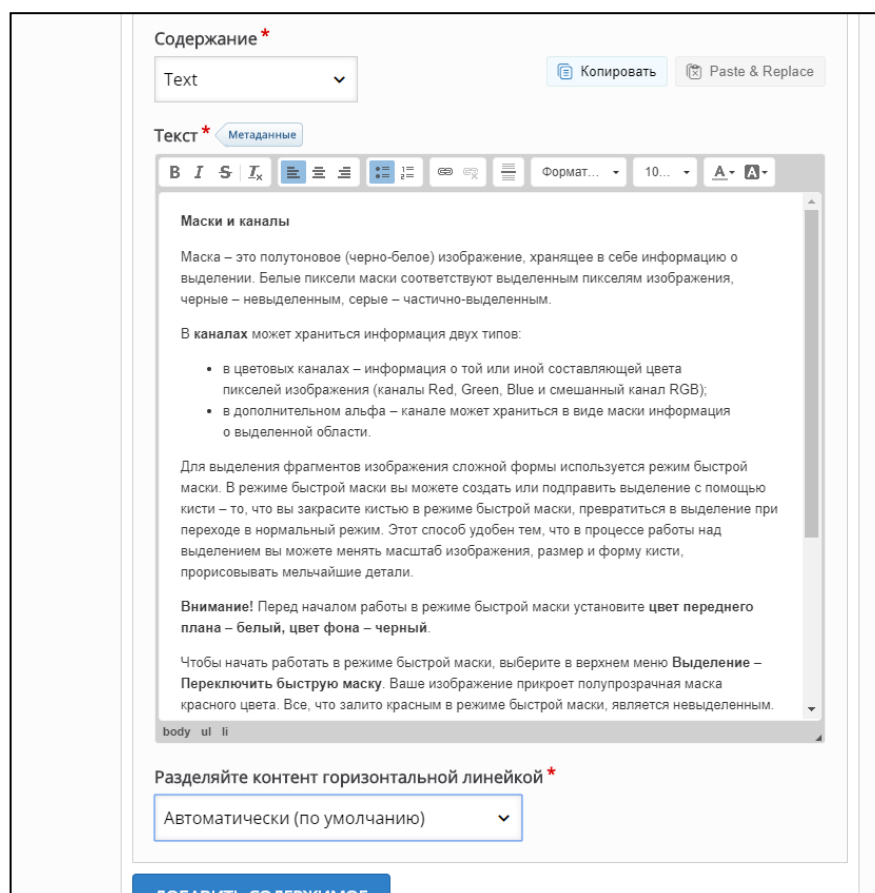 Содержание *
Text
Копировать
Paste & Replace
Текст * Метаданные
B I S Tx Формат... 10... A A
Маски и каналы
Маска – это полутоновое (черно-белое) изображение, хранящее в себе информацию о
выделении. Белые пиксели маски соответствуют выделенным пикселям изображения,
черные – невыделенным, серые – частично-выделенным.
В каналах может храниться информация двух типов:
• в цветовых каналах – информация о той или иной составляющей цвета
пикселей изображения (каналы Red, Green, Blue и смешанный канал RGB);
• в дополнительном альфа – канале может храниться в виде маски информация
о выделенной области.
Для выделения фрагментов изображения сложной формы используется режим быстрой
маски. В режиме быстрой маски вы можете создать или подправить выделение с помощью
кисти – то, что вы закрасите кистью в режиме быстрой маски, превратиться в выделение при
переходе в нормальный режим. Этот способ удобен тем, что в процессе работы над
выделением вы можете менять масштаб изображения, размер и форму кисти,
прорисовывать мельчайшие детали.
Внимание! Перед началом работы в режиме быстрой маски установите цвет переднего
плана – белый, цвет фона – черный.
Чтобы начать работать в режиме быстрой маски, выберите в верхнем меню Выделение –
Переключить быструю маску. Ваше изображение прикроет полупрозрачная маска
красного цвета. Все, что залито красным в режиме быстрой маски, является невыделенным.
body ul li
Разделяйте контент горизонтальной линейкой *
Автоматически (по умолчанию)
ДОБАВИТЬ СОДЕРЖИМОЕ